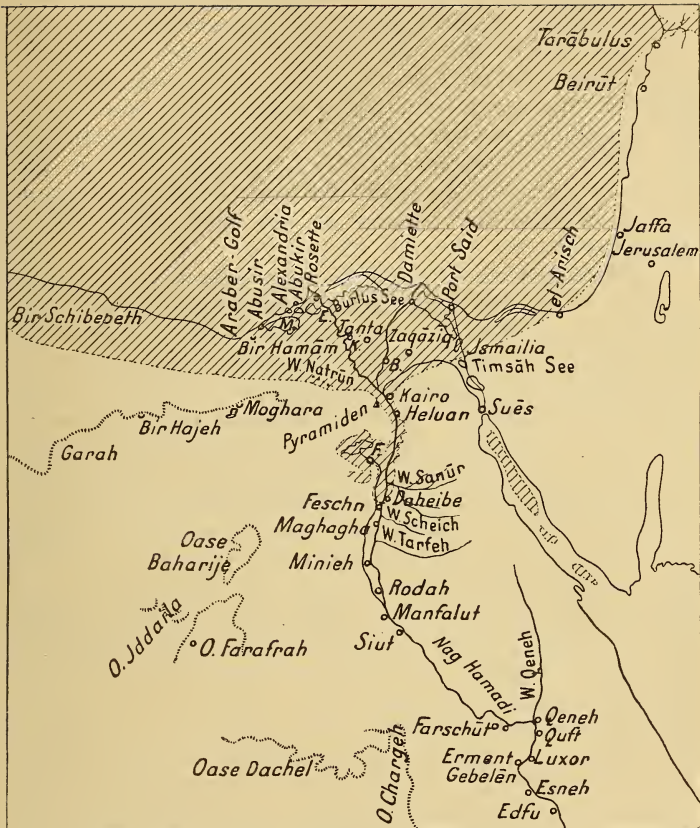 Tarābulus
Beirūt
Jaffa
Jerusalem
Araber-Golf
Abusir
Alexandria
Abukir
Rosette
Damiette
Port Said
el-Arisch
Burlus See
Bir Schibebeth
M.
Tanta
Zagāzig
Bir Hamām
B.
Ismailia
Timsāh See
W. Natrūn
Kairo
Moghara
Pyramiden
Heluan
Suēs
Bir Hajeh
Garah
F.
W. Sanūr
Feschn
Daheibe
W. Scheich
Maghagha
W. Tarfeh
Oase
Baharije
Minieh
Rodah
O. Iddaila
Manfalut
O. Farafrah
Siut
Nag Hamadi
W. Qeneh
Farschūt
Qeneh
Quft
Oase Dachel
O. Chargeh
Erment
Luxor
Gebelēn
Esneh
Edfu